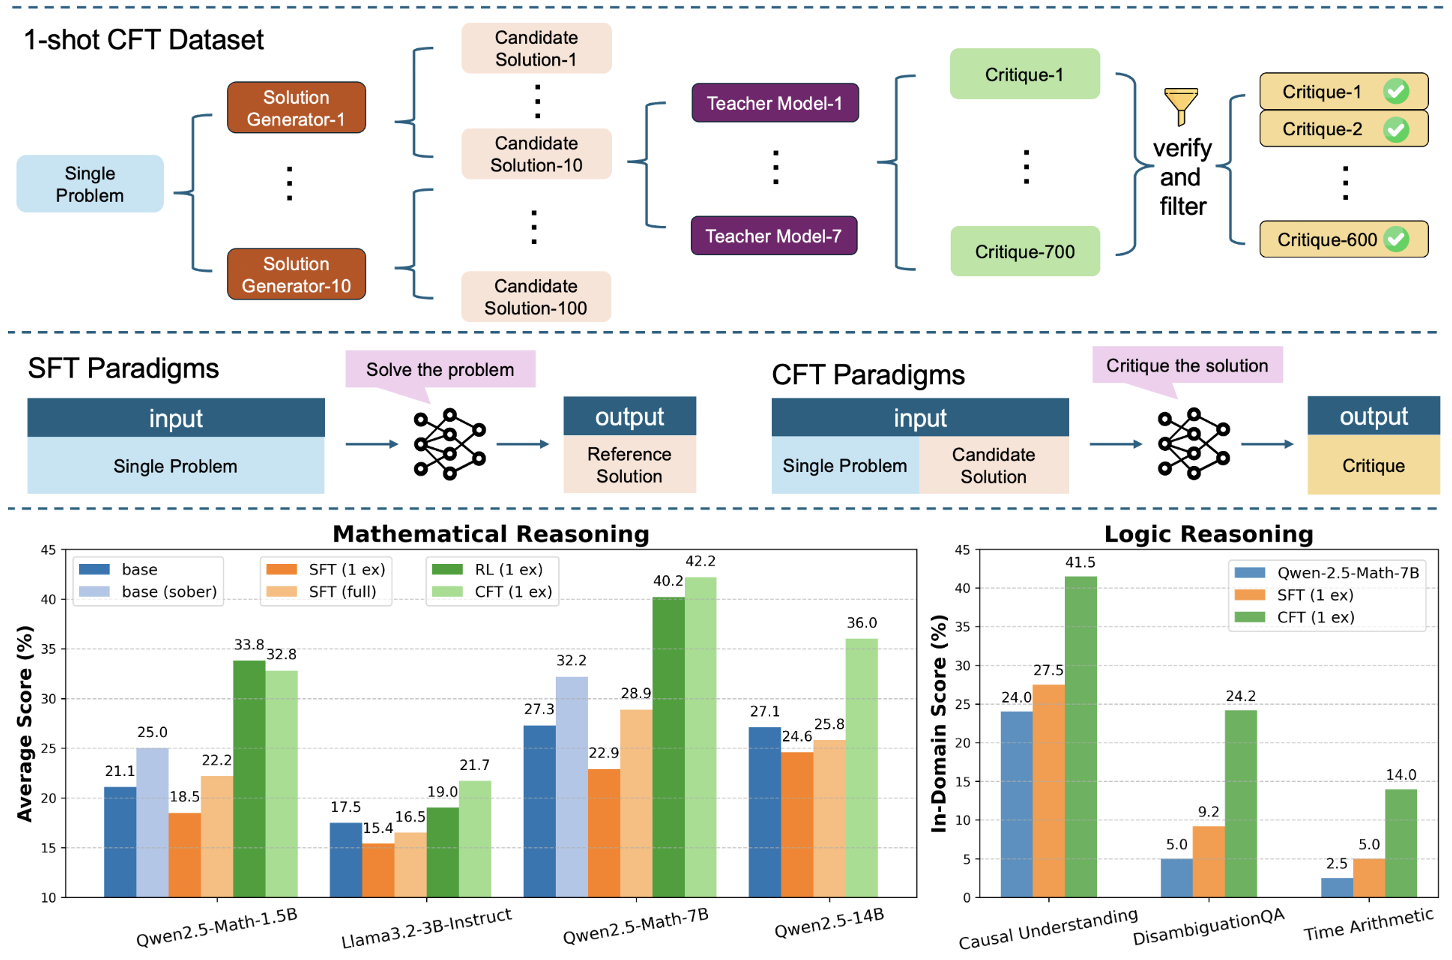 1-shot CFT Dataset
Single
Problem
Solution
Generator-1
Solution
Generator-10
Candidate
Solution-1
Candidate
Solution-10
Candidate
Solution-100
Teacher Model-1
Teacher Model-7
Critique-1
Critique-700
verify
and
filter
Critique-1
Critique-2
Critique-600
SFT Paradigms
Solve the problem
input
Single Problem
output
Reference
Solution
CFT Paradigms
Critique the solution
input
Single Problem
Candidate
Solution
output
Critique
Mathematical Reasoning
Average Score (%)
45
40
35
30
25
20
15
10
base
base (sober)
SFT (1 ex)
SFT (full)
RL (1 ex)
CFT (1 ex)
21.1
25.0
18.5
22.2
33.8
32.8
17.5
15.4
16.5
19.0
21.7
27.3
32.2
22.9
28.9
40.2
42.2
27.1
24.6
25.8
36.0
Qwen2.5-Math-1.5B
Llama3.2-3B-Instruct
Qwen2.5-Math-7B
Qwen2.5-14B
Logic Reasoning
In-Domain Score (%)
45
40
35
30
25
20
15
10
5
0
Qwen-2.5-Math-7B
SFT (1 ex)
CFT (1 ex)
24.0
27.5
41.5
5.0
9.2
24.2
2.5
5.0
14.0
Causal Understanding
DisambiguationQA
Time Arithmetic